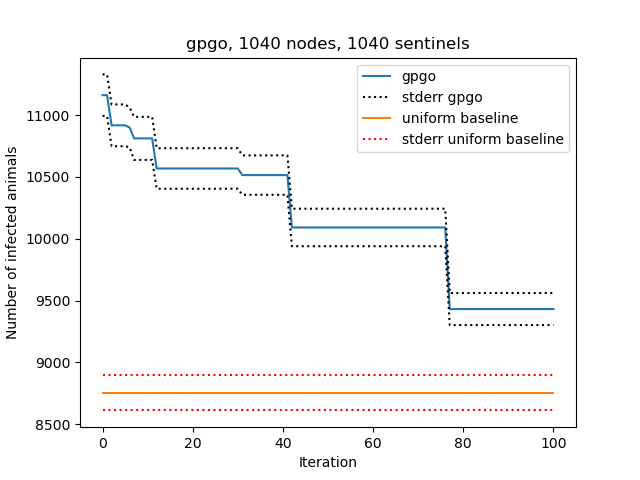 gpgo, 1040 nodes, 1040 sentinels
gpgo
stderr gpgo
uniform baseline
stderr uniform baseline
Number of infected animals
11000
10500
10000
9500
9000
8500
0 20 40 60 80 100
Iteration